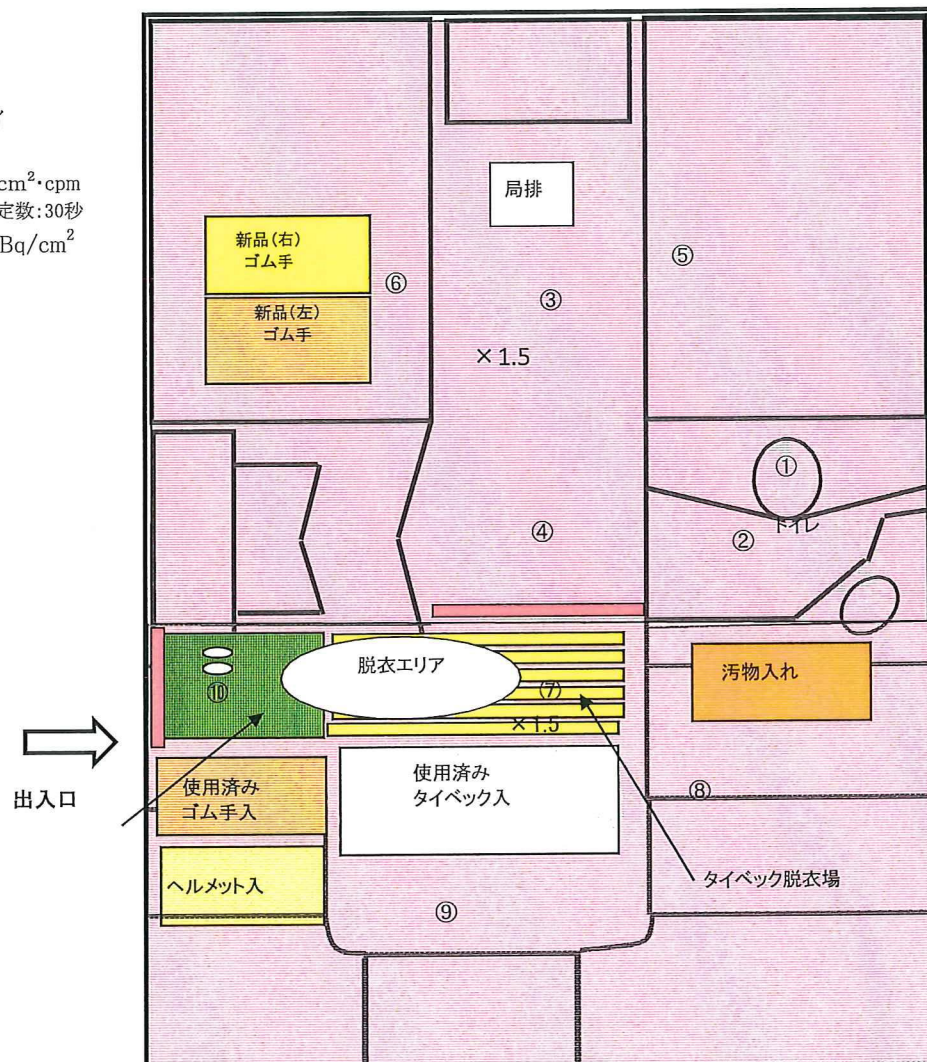 cm²・cpm
定数:30秒
Bq/cm²
局排
新品(右)
ゴム手
⑥
⑤
③
新品(左)
ゴム手
×1.5
①
トイレ
④
②
脱衣エリア
汚物入れ
⑩
⑦
×1.5
出入口
使用済み
ゴム手入
使用済み
タイベック入
⑧
ヘルメット入
タイベック脱衣場
⑨